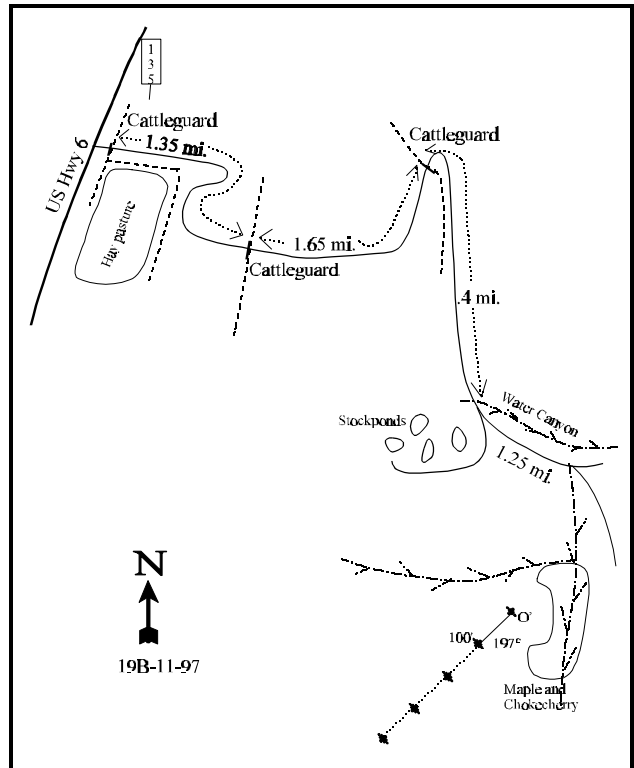 1
3
5
Cattleguard
1.35 mi.
US Hwy 6
Hay pasture
Cattleguard
1.65 mi.
Cattleguard
.4 mi.
Water Canyon
Stockponds
1.25 mi.
N
19B-11-97
0'
100'
197°
Maple and
Chokecherry